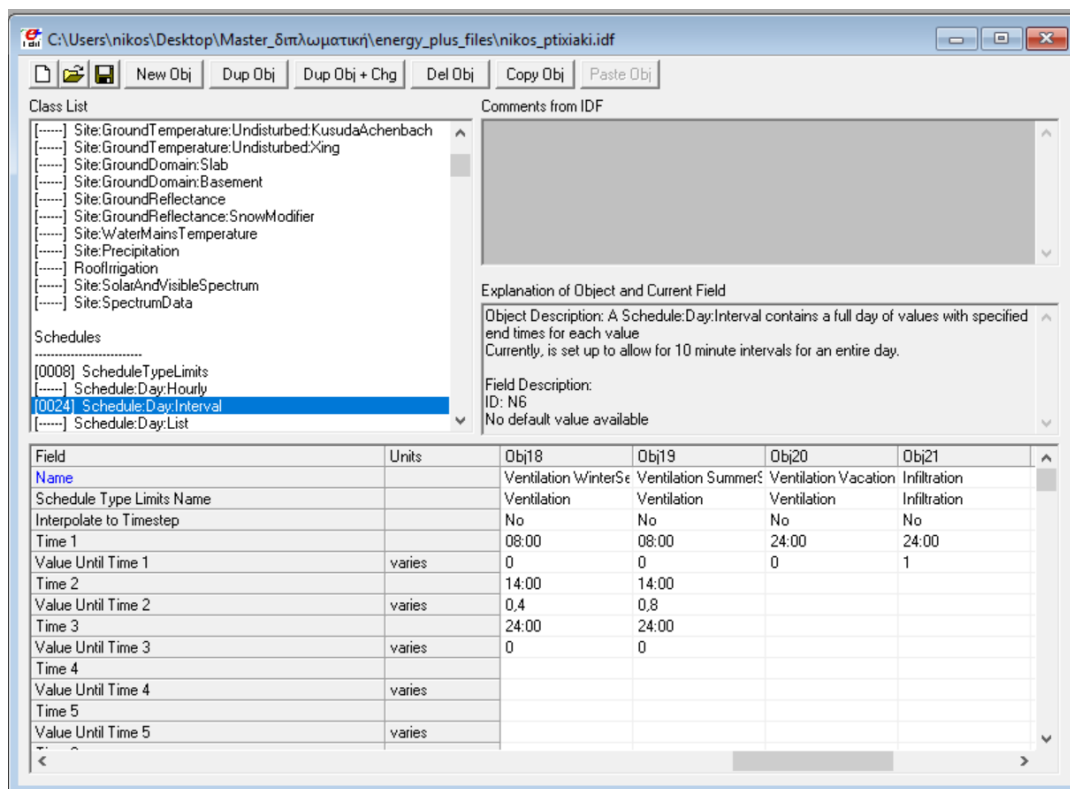 C:\Users\nikos\Desktop\Master_διπλωματική\energy_plus_files\nikos_ptixiaki.idf
New Obj Dup Obj Dup Obj + Chg Del Obj Copy Obj Paste Obj
Class List
[------] Site:GroundTemperature:Undisturbed:KusudaAchenbach
[------] Site:GroundTemperature:Undisturbed:Xing
[------] Site:GroundDomain:Slab
[------] Site:GroundDomain:Basement
[------] Site:GroundReflectance
[------] Site:GroundReflectance:SnowModifier
[------] Site:WaterMainsTemperature
[------] Site:Precipitation
[------] RoofIrrigation
[------] Site:SolarAndVisibleSpectrum
[------] Site:SpectrumData
Schedules
---------------------------
[0008] ScheduleTypeLimits
[------] Schedule:Day:Hourly
[0024] Schedule:Day:Interval
[------] Schedule:Day:List
Comments from IDF
Explanation of Object and Current Field
Object Description: A Schedule:Day:Interval contains a full day of values with specified
end times for each value
Currently, is set up to allow for 10 minute intervals for an entire day.
Field Description:
ID: N6
No default value available
Field Units Obj18 Obj19 Obj20 Obj21
Name Ventilation WinterSe Ventilation SummerS Ventilation Vacation Infiltration
Schedule Type Limits Name Ventilation Ventilation Ventilation Infiltration
Interpolate to Timestep No No No No
Time 1 08:00 08:00 24:00 24:00
Value Until Time 1 varies 0 0 0 1
Time 2 14:00 14:00
Value Until Time 2 varies 0,4 0,8
Time 3 24:00 24:00
Value Until Time 3 varies 0 0
Time 4
Value Until Time 4 varies
Time 5
Value Until Time 5 varies